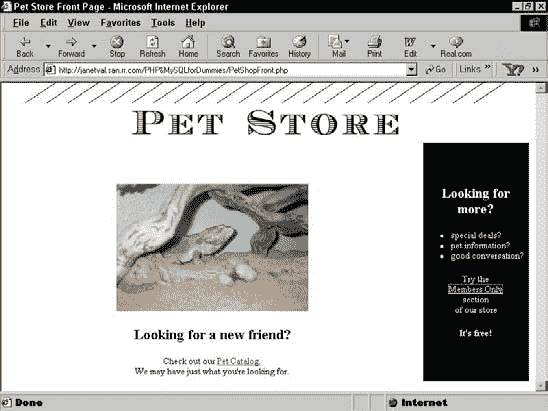 Pet Store Front Page - Microsoft Internet Explorer
File Edit View Favorites Tools Help
Back Forward Stop Refresh Home Search Favorites History Mail Print Edit Real.com
Address http://janetval.san.rr.com/PHP&MySQLforDummies/PetShopFront.php Go Links »
PET STORE
Looking for
more?
special deals?
pet information?
good conversation?
Try the
Members Only
section
of our store
It's free!
Looking for a new friend?
Check out our Pet Catalog.
We may have just what you're looking for.
Done Internet